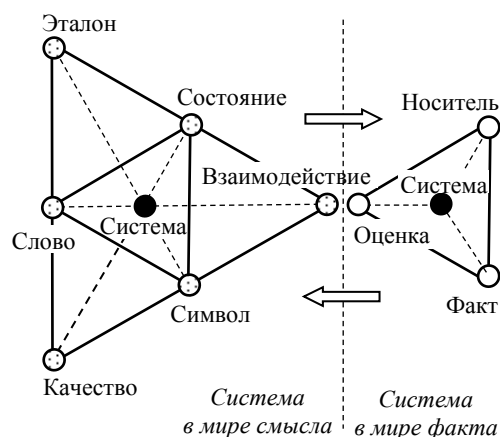 Эталон
Состояние
Носитель
Взаимодействие
Система
Слово
Система
Оценка
Символ
Факт
Качество
Система
в мире смысла
Система
в мире факта